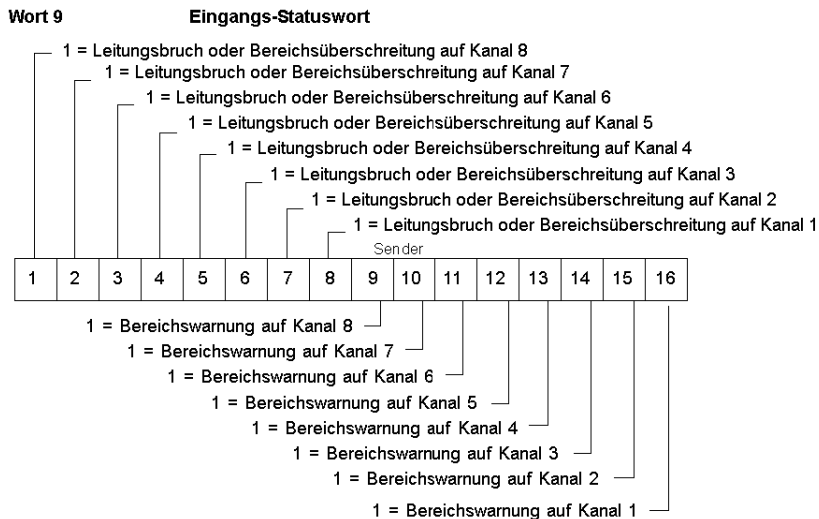 Wort 9 Eingangs-Statuswort
1 = Leitungsbruch oder Bereichsüberschreitung auf Kanal 8
1 = Leitungsbruch oder Bereichsüberschreitung auf Kanal 7
1 = Leitungsbruch oder Bereichsüberschreitung auf Kanal 6
1 = Leitungsbruch oder Bereichsüberschreitung auf Kanal 5
1 = Leitungsbruch oder Bereichsüberschreitung auf Kanal 4
1 = Leitungsbruch oder Bereichsüberschreitung auf Kanal 3
1 = Leitungsbruch oder Bereichsüberschreitung auf Kanal 2
1 = Leitungsbruch oder Bereichsüberschreitung auf Kanal 1
Sender
1 2 3 4 5 6 7 8 9 10 11 12 13 14 15 16
1 = Bereichswarnung auf Kanal 8
1 = Bereichswarnung auf Kanal 7
1 = Bereichswarnung auf Kanal 6
1 = Bereichswarnung auf Kanal 5
1 = Bereichswarnung auf Kanal 4
1 = Bereichswarnung auf Kanal 3
1 = Bereichswarnung auf Kanal 2
1 = Bereichswarnung auf Kanal 1